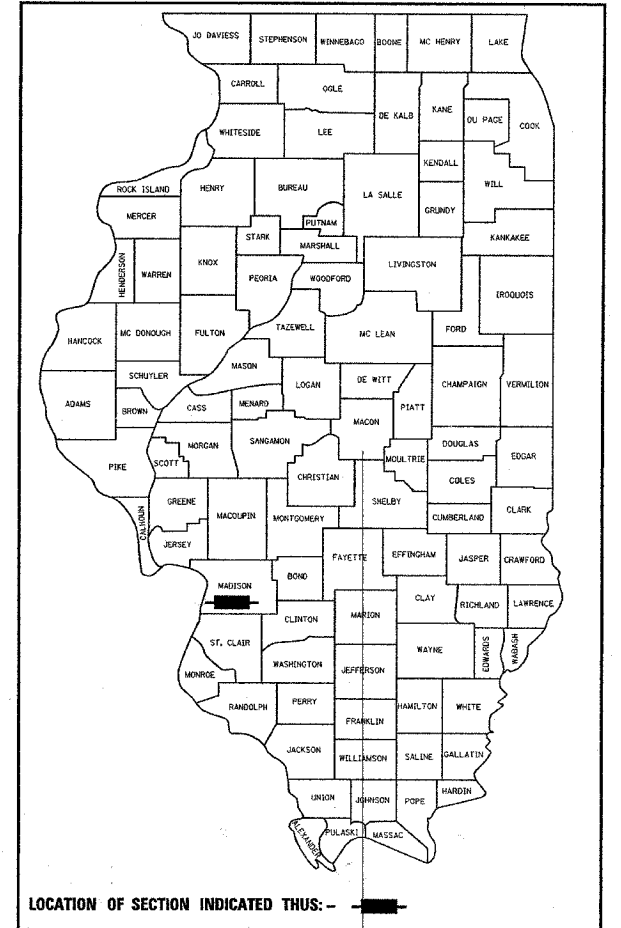 JO DAVIESS STEPHENSON WINNEBAGO BOONE MC HENRY LAKE
CARROLL OGLE DE KALB KANE DU PAGE COOK
WHITESIDE LEE
KENDALL
ROCK ISLAND HENRY BUREAU LA SALLE WILL
MERCER PUTNAM GRUNDY
STARK MARSHALL KANKAKEE
HENDERSON WARREN KNOX PEORIA WOODFORD LIVINGSTON
IROQUOIS
HANCOCK MC DONOUGH FULTON TAZEWELL MC LEAN FORD
MASON
SCHUYLER LOGAN DE WITT CHAMPAIGN VERMILION
ADAMS BROWN CASS MENARD MACON PIATT
MORGAN SANGAMON DOUGLAS
PIKE SCOTT CHRISTIAN MOULTRIE EDGAR
COLES
GREENE SHELBY
CALHOUN MACOUPIN MONTGOMERY CUMBERLAND CLARK
JERSEY
FAYETTE EFFINGHAM JASPER CRAWFORD
MADISON BOND
CLAY RICHLAND LAWRENCE
CLINTON MARION
ST. CLAIR WAYNE EDWARDS WABASH
WASHINGTON JEFFERSON
MONROE
RANDOLPH PERRY HAMILTON WHITE
FRANKLIN
JACKSON WILLIAMSON SALINE GALLATIN
HARDIN
UNION JOHNSON POPE
ALEXANDER PULASKI MASSAC
LOCATION OF SECTION INDICATED THUS: –